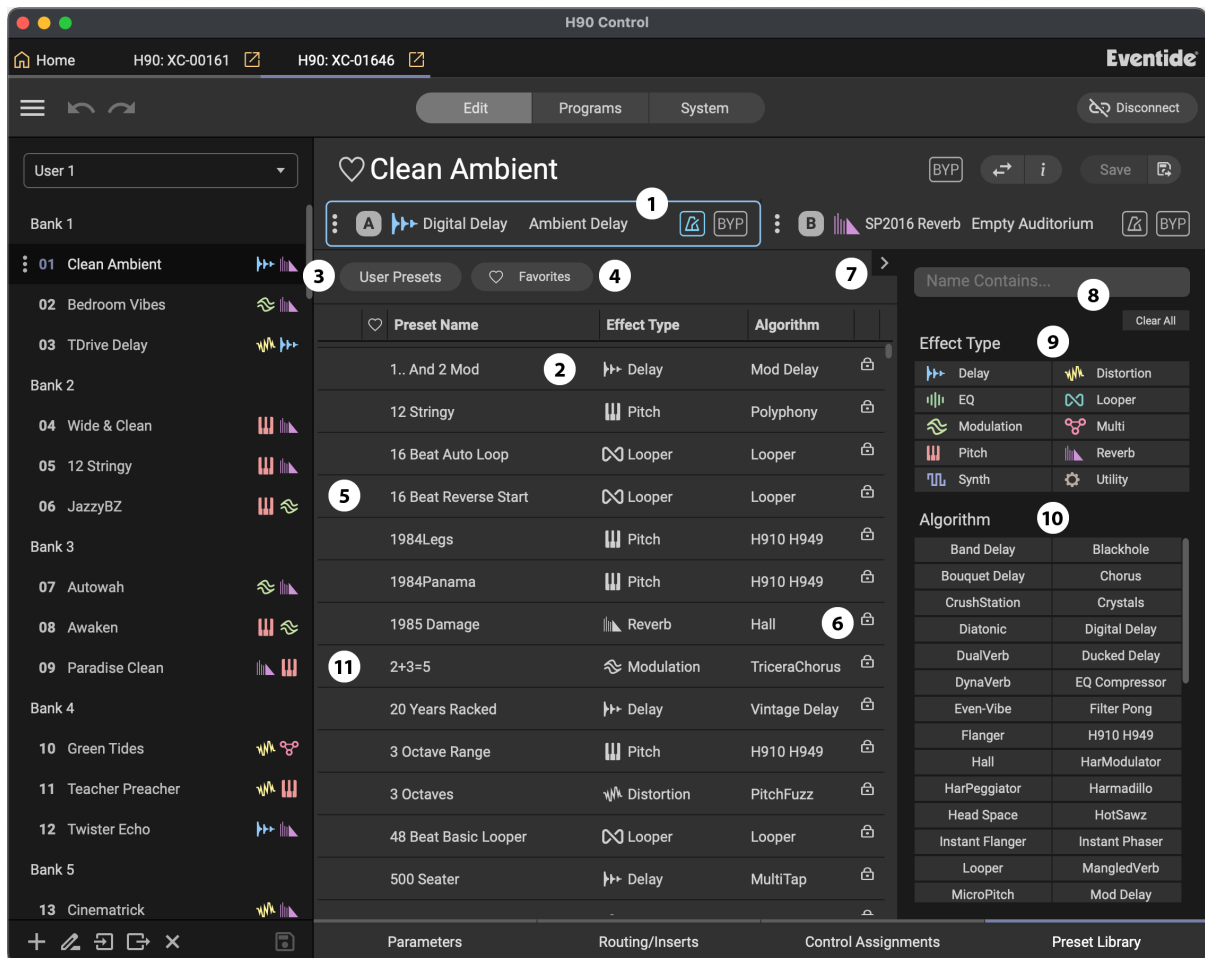 H90 Control
Home
H90: XC-00161
H90: XC-01646
Eventide®
Edit
Programs
System
Disconnect
User 1
Bank 1
01 Clean Ambient
02 Bedroom Vibes
03 TDrive Delay
Bank 2
04 Wide & Clean
05 12 Stringy
06 JazzyBZ
Bank 3
07 Autowah
08 Awaken
09 Paradise Clean
Bank 4
10 Green Tides
11 Teacher Preacher
12 Twister Echo
Bank 5
13 Cinematrick
Clean Ambient
BYP
i
Save
A Digital Delay Ambient Delay 1 BYP
B SP2016 Reverb Empty Auditorium BYP
3 User Presets Favorites 4
7
Preset Name Effect Type Algorithm
1.. And 2 Mod 2 Delay Mod Delay
12 Stringy Pitch Polyphony
16 Beat Auto Loop Looper Looper
5 16 Beat Reverse Start Looper Looper
1984Legs Pitch H910 H949
1984Panama Pitch H910 H949
1985 Damage Reverb Hall 6
11 2+3=5 Modulation TriceraChorus
20 Years Racked Delay Vintage Delay
3 Octave Range Pitch H910 H949
3 Octaves Distortion PitchFuzz
48 Beat Basic Looper Looper Looper
500 Seater Delay MultiTap
Name Contains... 8
Clear All
Effect Type 9
Delay Distortion
EQ Looper
Modulation Multi
Pitch Reverb
Synth Utility
Algorithm 10
Band Delay Blackhole
Bouquet Delay Chorus
CrushStation Crystals
Diatonic Digital Delay
DualVerb Ducked Delay
DynaVerb EQ Compressor
Even-Vibe Filter Pong
Flanger H910 H949
Hall HarModulator
HarPeggiator Harmadillo
Head Space HotSawz
Instant Flanger Instant Phaser
Looper MangledVerb
MicroPitch Mod Delay
Parameters
Routing/Inserts
Control Assignments
Preset Library